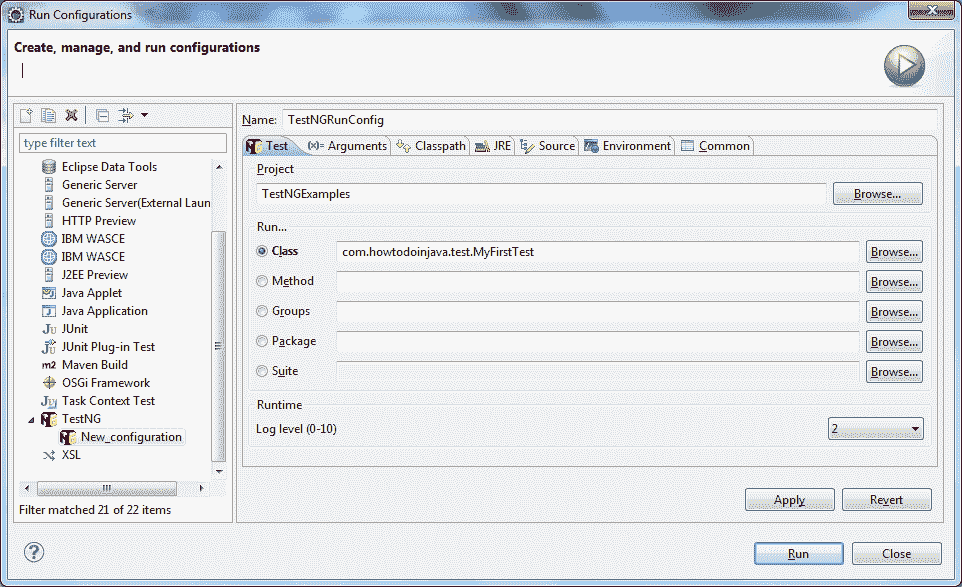 Run Configurations
Create, manage, and run configurations
Name: TestNGRunConfig
type filter text
Test (x)= Arguments Classpath JRE Source Environment Common
Eclipse Data Tools
Generic Server
Generic Server(External Laun
HTTP Preview
IBM WASCE
IBM WASCE
J2EE Preview
Java Applet
Java Application
Ju JUnit
JUnit Plug-in Test
m2 Maven Build
OSGi Framework
Task Context Test
TestNG
New_configuration
XSL
Filter matched 21 of 22 items
Project
TestNGExamples Browse...
Run...
Class com.howtodoinjava.test.MyFirstTest Browse...
Method Browse...
Groups Browse...
Package Browse...
Suite Browse...
Runtime
Log level (0-10) 2
Apply Revert
? Run Close